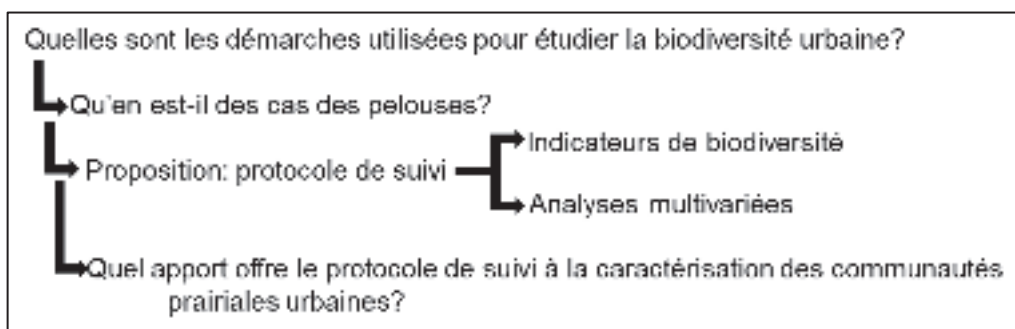 Quelles sont les démarches utilisées pour étudier la biodiversité urbaine?
Qu'en est-il des cas des pelouses?
Indicateurs de biodiversité
Proposition: protocole de suivi
Analyses multivariées
Quel apport offre le protocole de suivi à la caractérisation des communautés
prairiales urbaines?